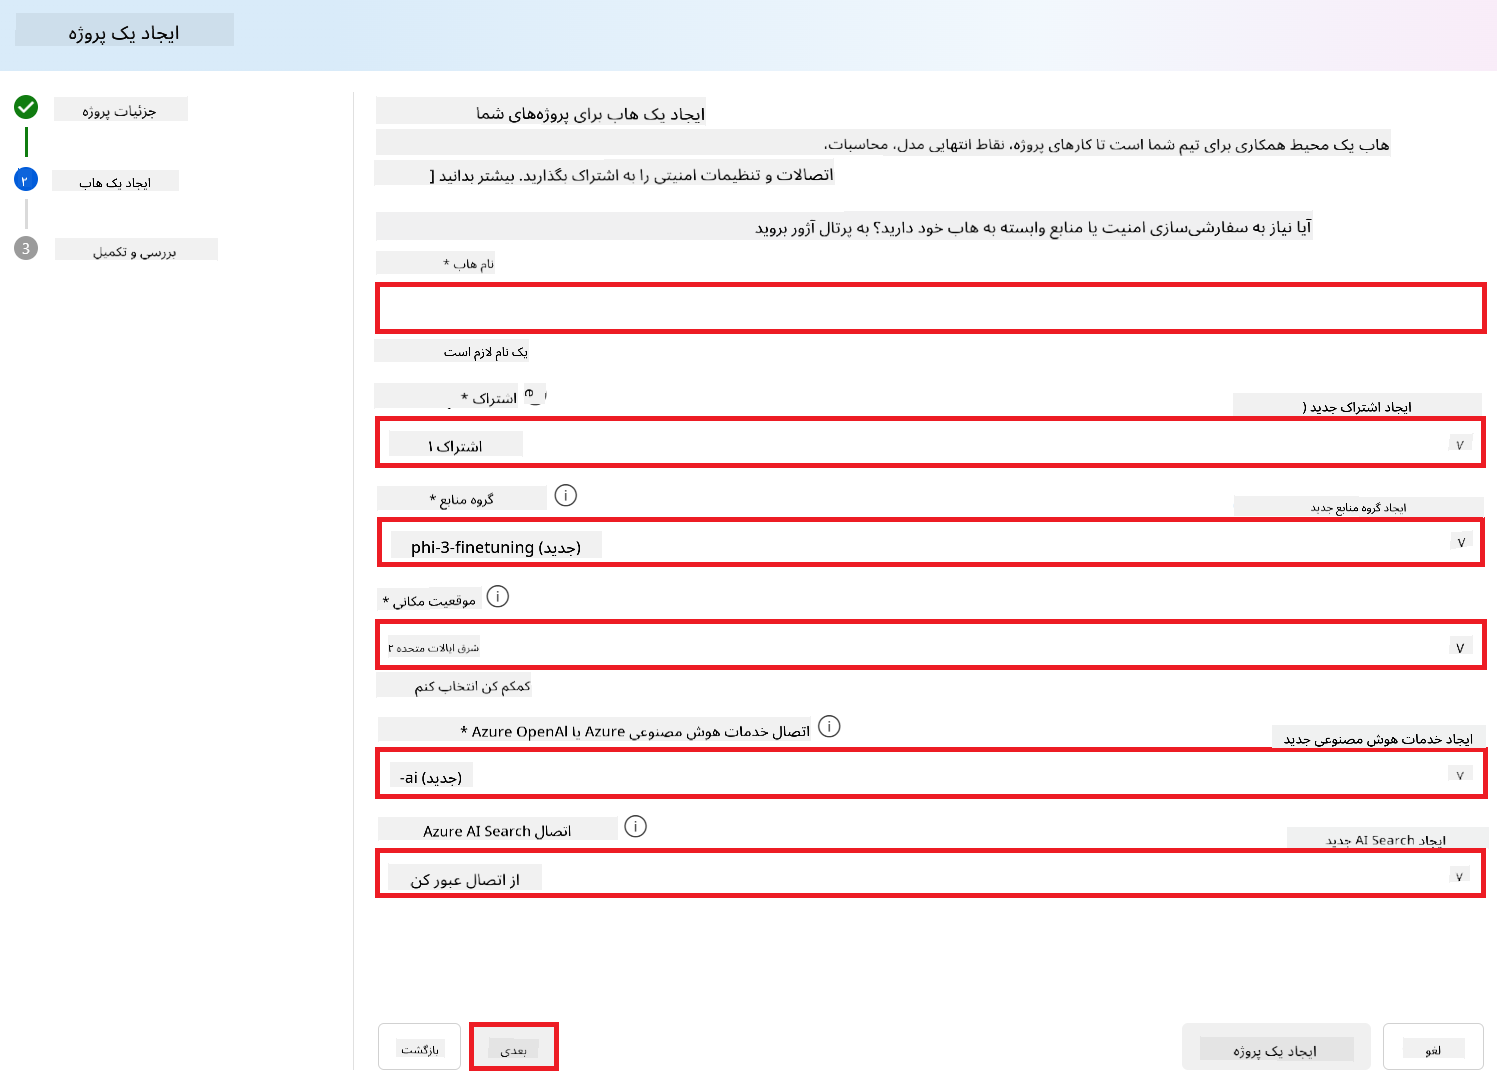 ایجاد یک پروژه
جزئیات پروژه
۲
ایجاد یک هاب
3
بررسی و تکمیل
ایجاد یک هاب برای پروژه‌های شما
هاب یک محیط همکاری برای تیم شما است تا کارهای پروژه، نقاط انتهایی مدل، محاسبات،
اتصالات و تنظیمات امنیتی را به اشتراک بگذارید. بیشتر بدانید [
آیا نیاز به سفارشی‌سازی امنیت یا منابع وابسته به هاب خود دارید؟ به پرتال آژور بروید
نام هاب *
یک نام لازم است
اشتراک *
ایجاد اشتراک جدید (
اشتراک ۱
گروه منابع *
ایجاد گروه منابع جدید
phi-3-finetuning (جدید)
موقعیت مکانی *
شرق ایالات متحده ۲
کمکم کن انتخاب کنم
اتصال خدمات هوش مصنوعی Azure یا Azure OpenAI *
ایجاد خدمات هوش مصنوعی جدید
-ai (جدید)
اتصال Azure AI Search
ایجاد AI Search جدید
از اتصال عبور کن
بازگشت
بعدی
ایجاد یک پروژه
لغو